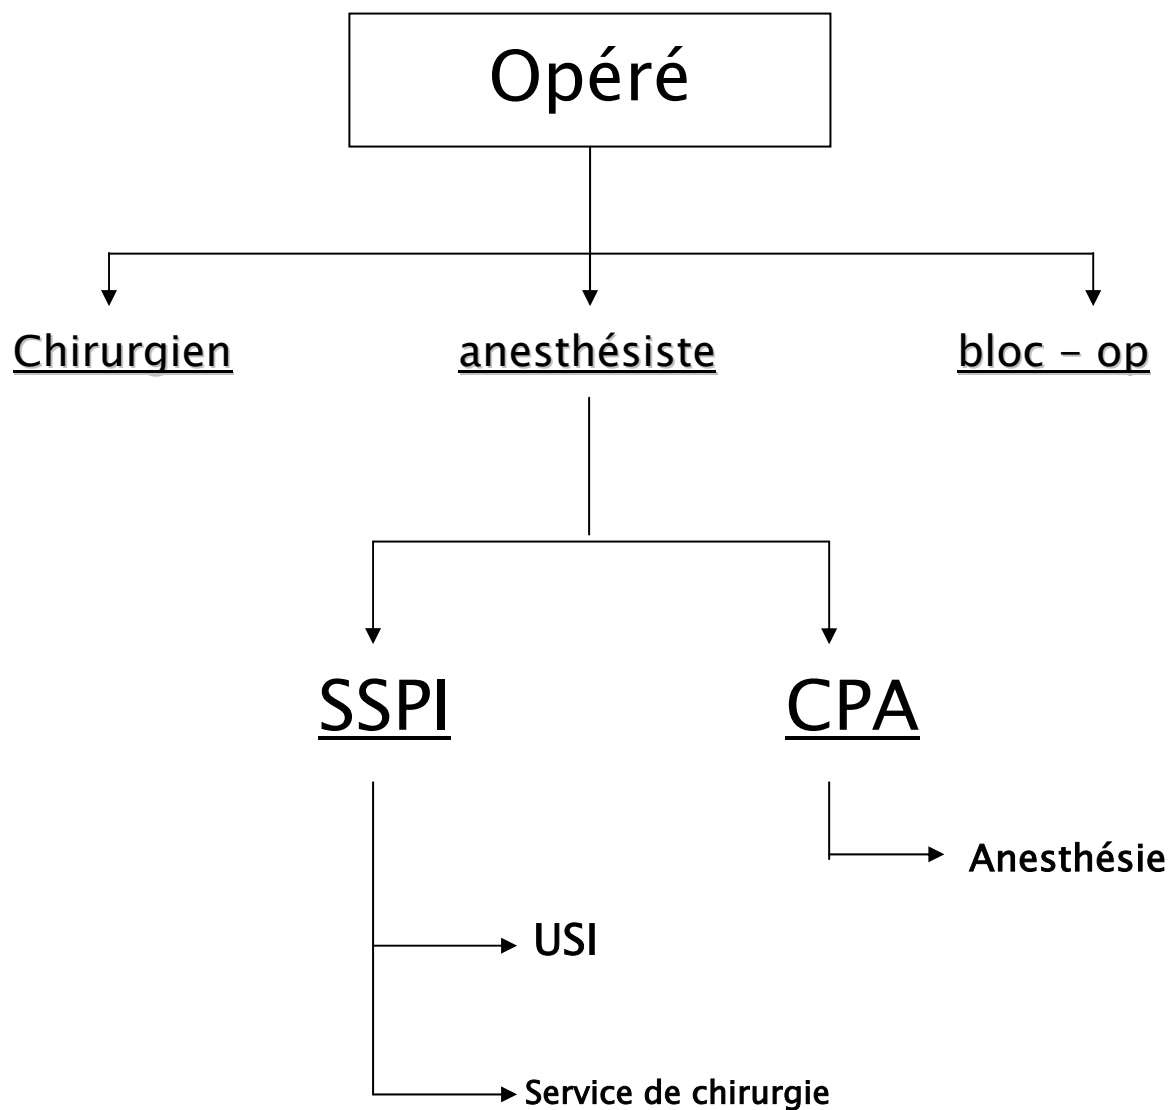 Opéré
Chirurgien
anesthésiste
bloc – op
SSPI
CPA
Anesthésie
USI
Service de chirurgie